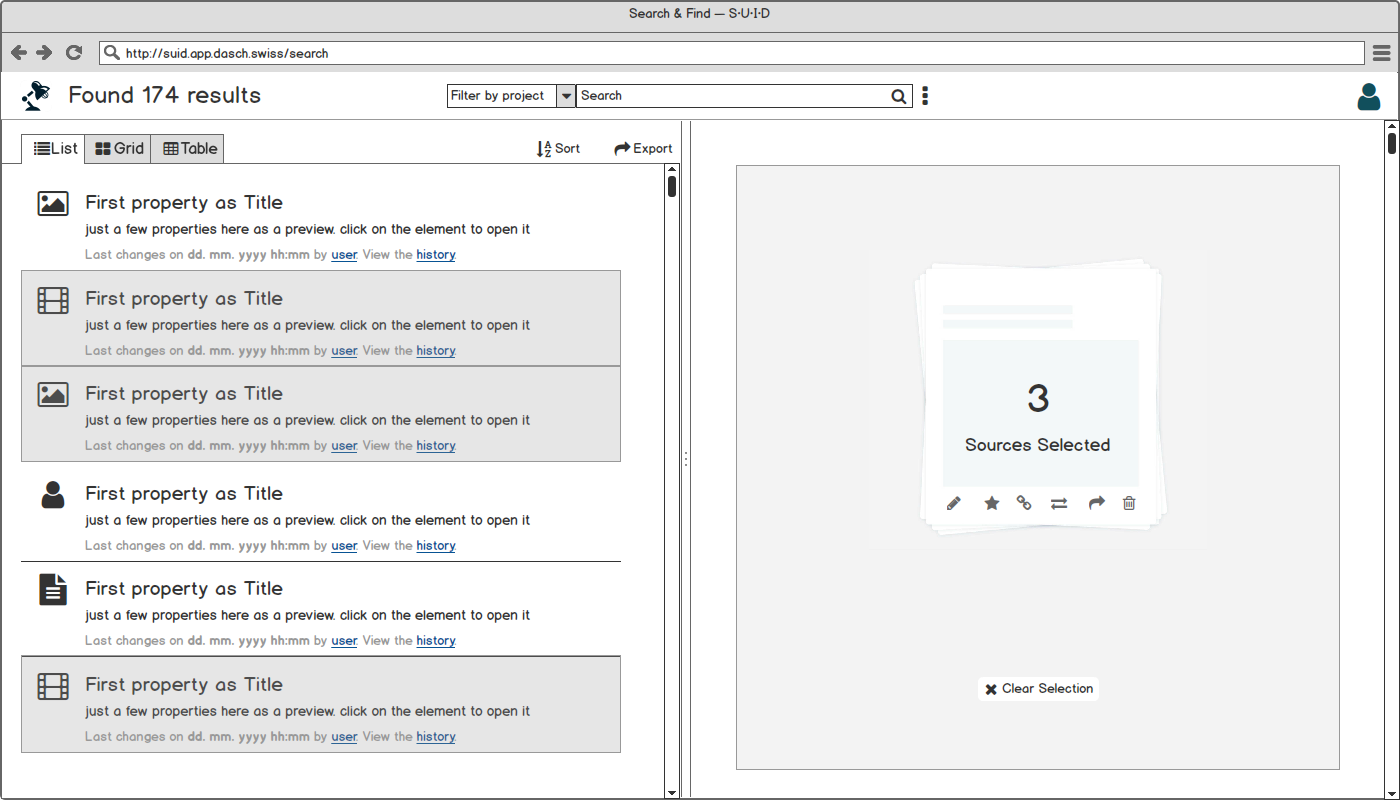 Search & Find — S·U·I·D
http://suid.app.dasch.swiss/search
Found 174 results
Filter by project
Search
List
Grid
Table
Sort
Export
First property as Title
just a few properties here as a preview. click on the element to open it
Last changes on dd. mm. yyyy hh:mm by user. View the history.
First property as Title
just a few properties here as a preview. click on the element to open it
Last changes on dd. mm. yyyy hh:mm by user. View the history.
First property as Title
just a few properties here as a preview. click on the element to open it
Last changes on dd. mm. yyyy hh:mm by user. View the history.
First property as Title
just a few properties here as a preview. click on the element to open it
Last changes on dd. mm. yyyy hh:mm by user. View the history.
First property as Title
just a few properties here as a preview. click on the element to open it
Last changes on dd. mm. yyyy hh:mm by user. View the history.
First property as Title
just a few properties here as a preview. click on the element to open it
Last changes on dd. mm. yyyy hh:mm by user. View the history.
3
Sources Selected
Clear Selection